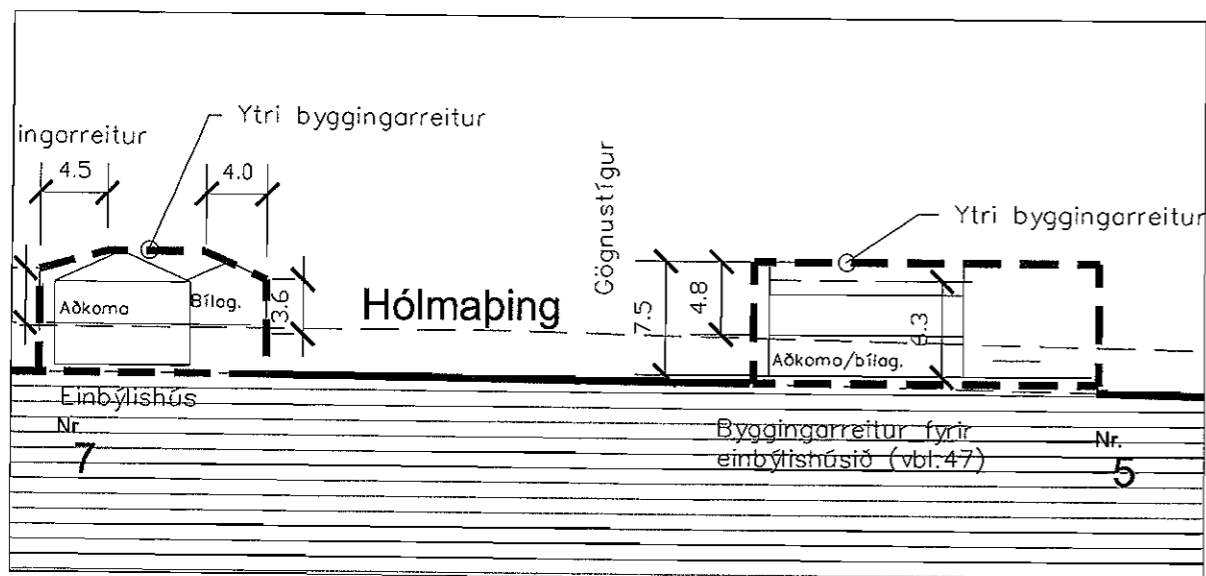 Ytri byggingarreitur
ingarreitur
4.5
4.0
Göngustígur
Ytri byggingarreitur
Aðkoma
Bílag.
3.6
Hólmaþing
7.5
4.8
6.3
Aðkoma/bílag.
Einbýlishús
Nr.
7
Byggingarreitur fyrir
einbýlishúsið (vbl.47)
Nr.
5